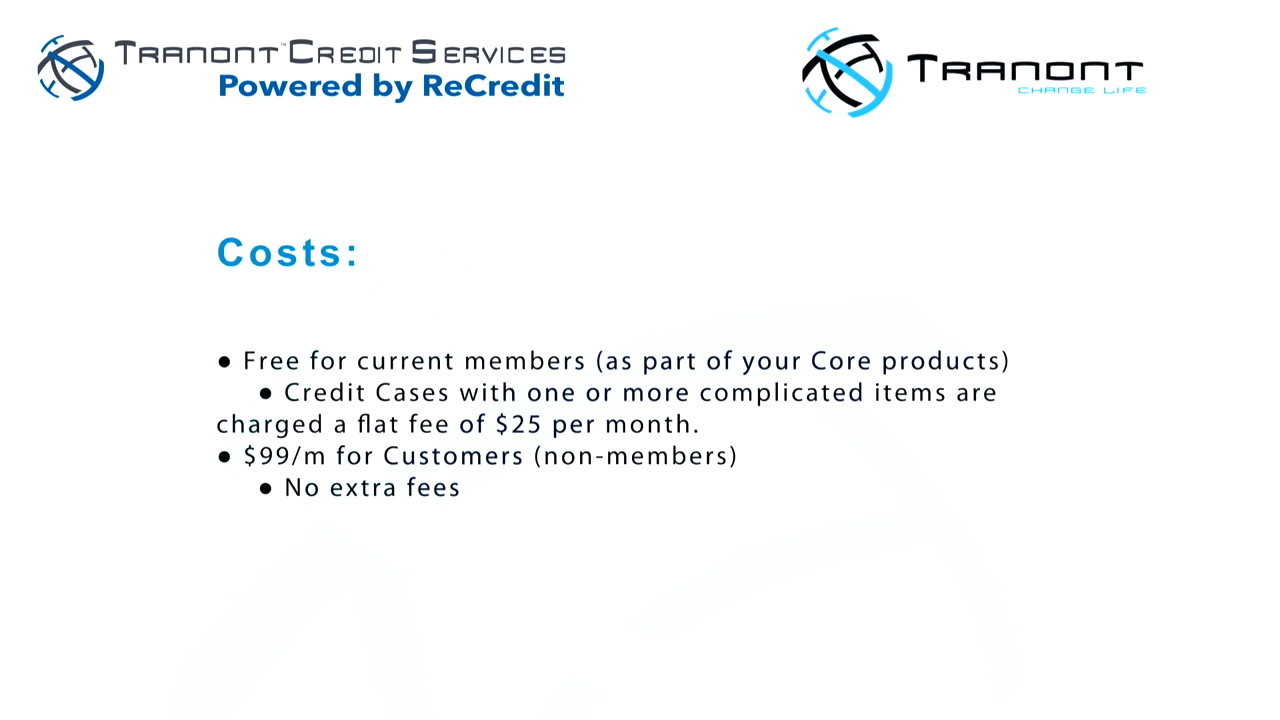 TRANONT™ CREDIT SERVICES
Powered by ReCredit
TRANONT
CHANGE LIFE
Costs:
● Free for current members (as part of your Core products)
● Credit Cases with one or more complicated items are
charged a flat fee of $25 per month.
● $99/m for Customers (non-members)
● No extra fees